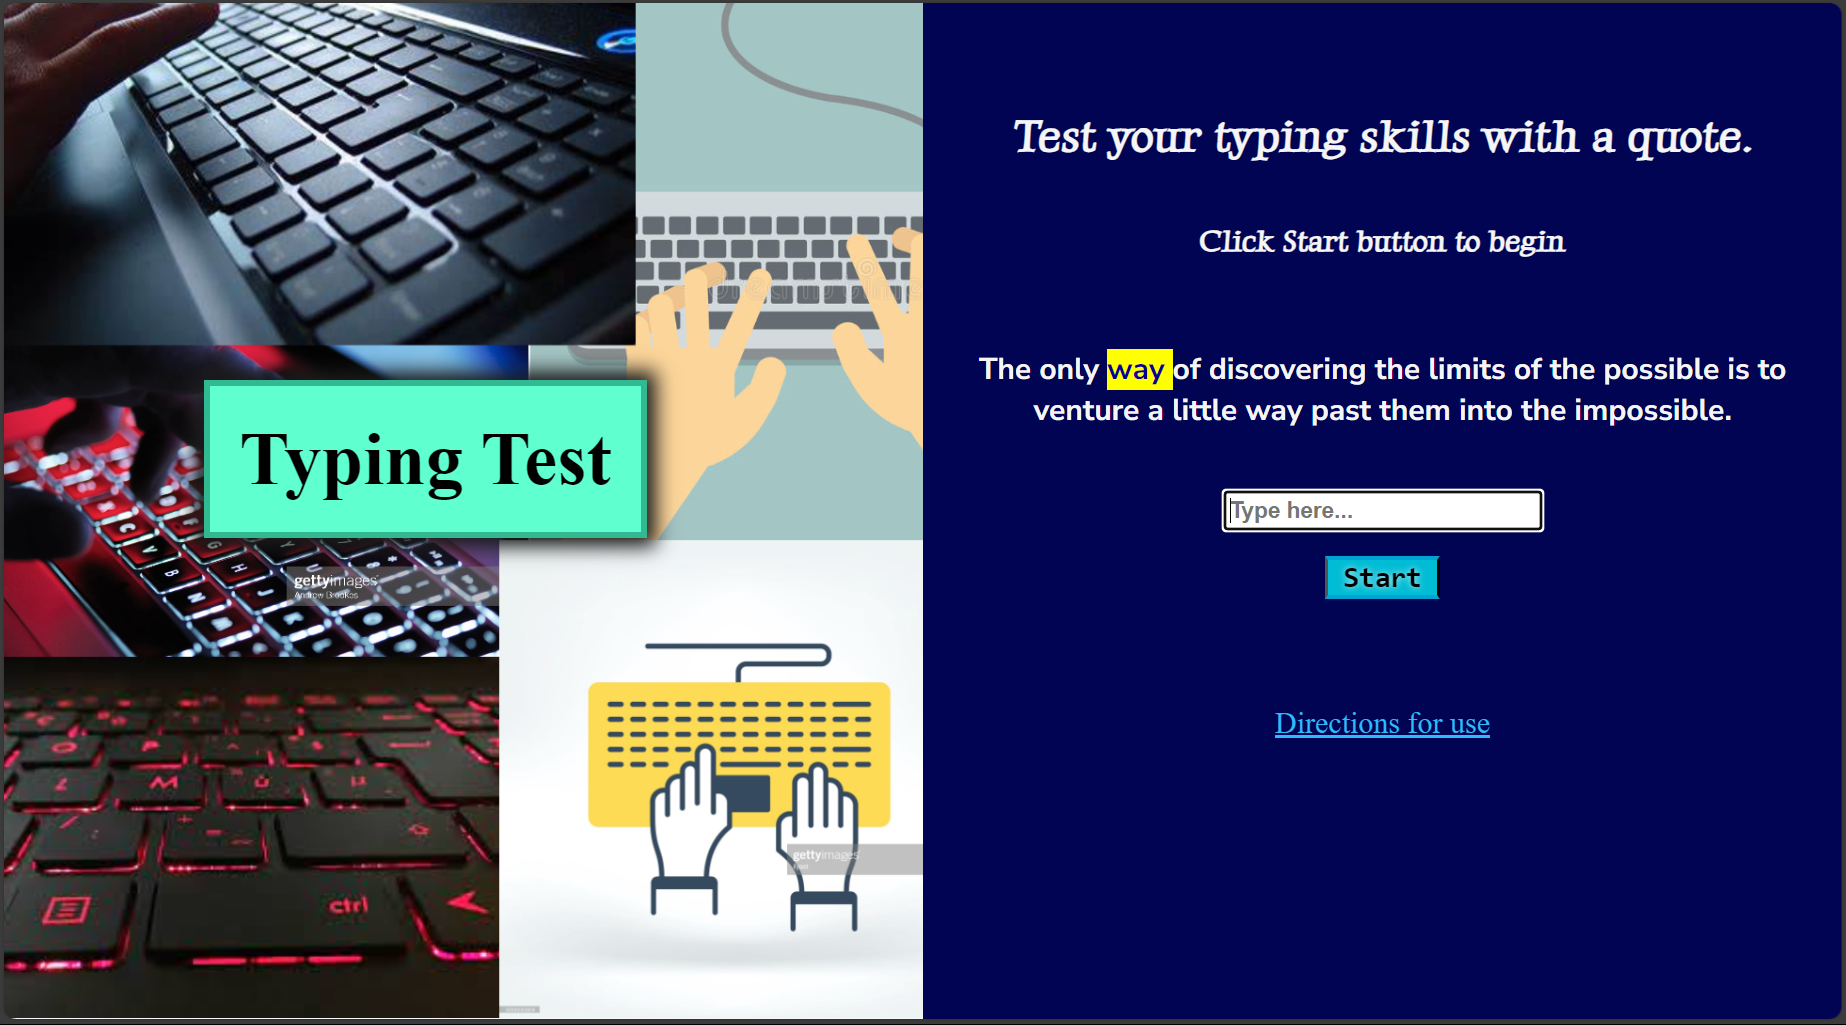 Test your typing skills with a quote.
Click Start button to begin
The only way of discovering the limits of the possible is to
venture a little way past them into the impossible.
Type here...
Start
Directions for use
Typing Test
gettyimages
Andrew Brookes
gettyimages
ctrl